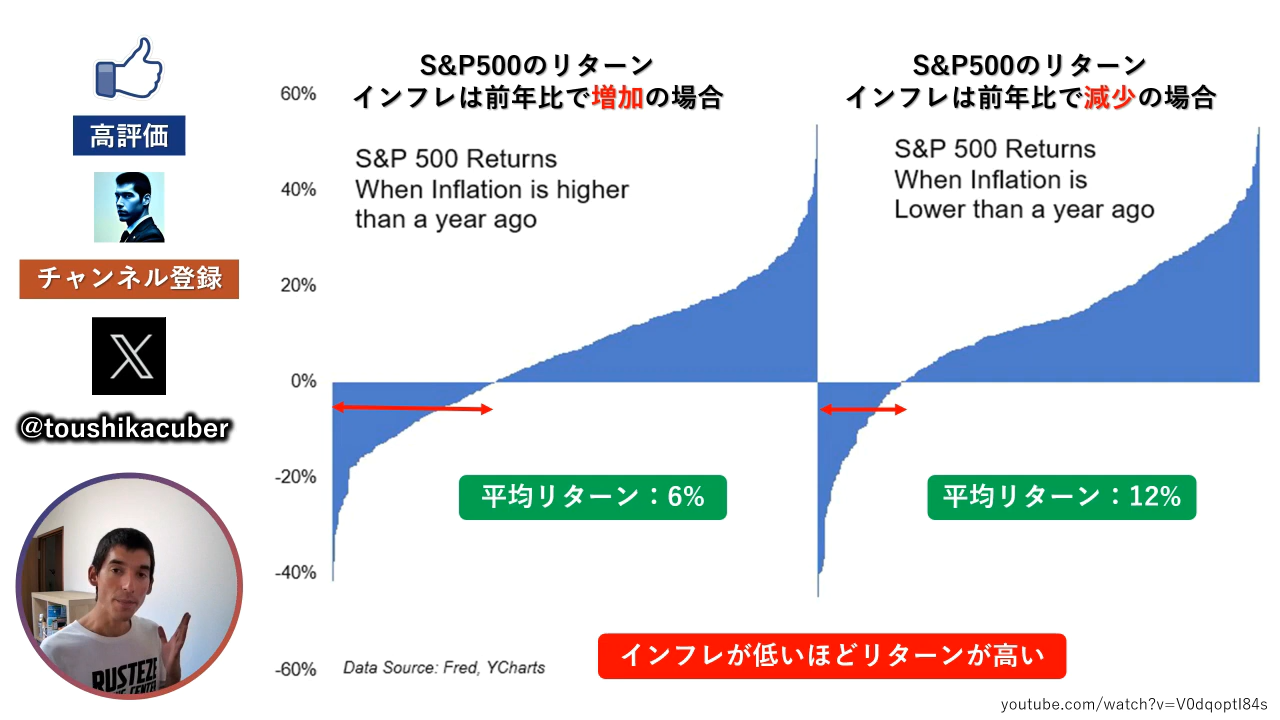 高評価
チャンネル登録
@toushikacuber
RUSTEZE
S&P500のリターン
インフレは前年比で増加の場合
S&P500のリターン
インフレは前年比で減少の場合
S&P 500 Returns
When Inflation is higher
than a year ago
S&P 500 Returns
When Inflation is
Lower than a year ago
60%
40%
20%
0%
-20%
-40%
-60%
平均リターン：6%
平均リターン：12%
インフレが低いほどリターンが高い
Data Source: Fred, YCharts
youtube.com/watch?v=V0dqoptI84s